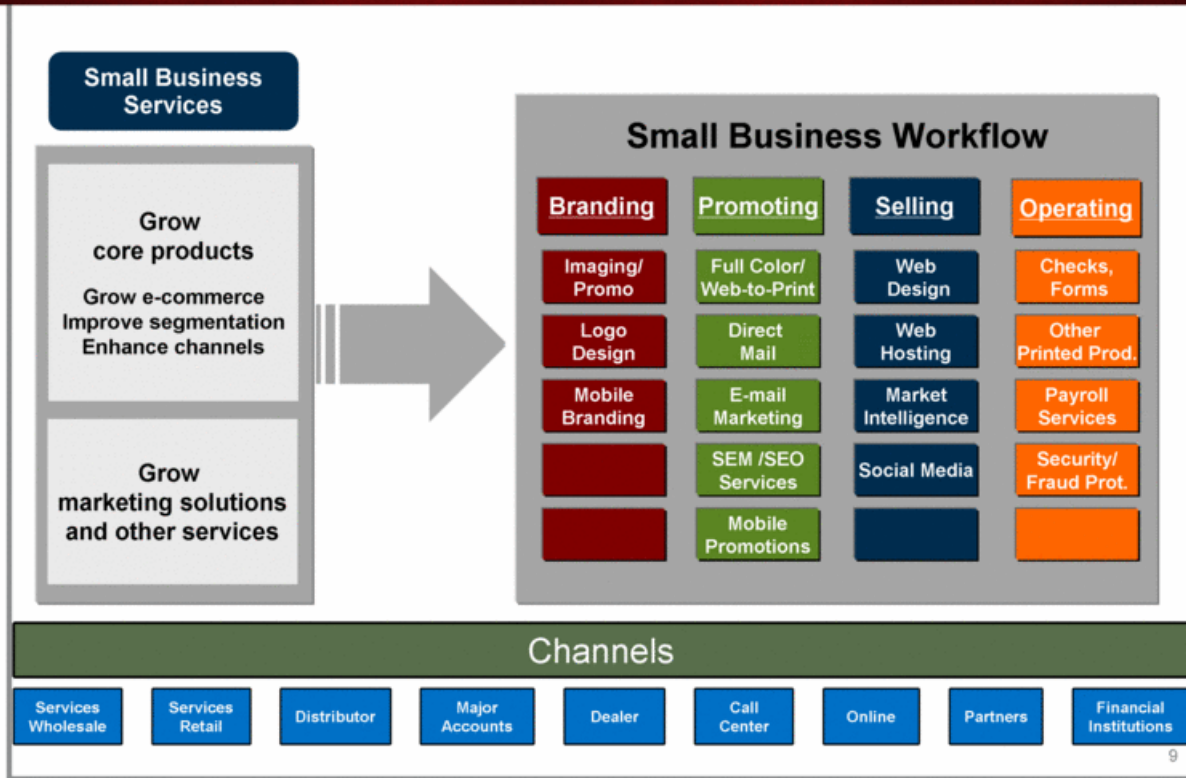 Small Business
Services
Grow
core products
Grow e-commerce
Improve segmentation
Enhance channels
Grow
marketing solutions
and other services
Small Business Workflow
Branding
Imaging/
Promo
Logo
Design
Mobile
Branding
Promoting
Full Color/
Web-to-Print
Direct
Mail
E-mail
Marketing
SEM /SEO
Services
Mobile
Promotions
Selling
Web
Design
Web
Hosting
Market
Intelligence
Social Media
Operating
Checks,
Forms
Other
Printed Prod.
Payroll
Services
Security/
Fraud Prot.
Channels
Services
Wholesale
Services
Retail
Distributor
Major
Accounts
Dealer
Call
Center
Online
Partners
Financial
Institutions
9